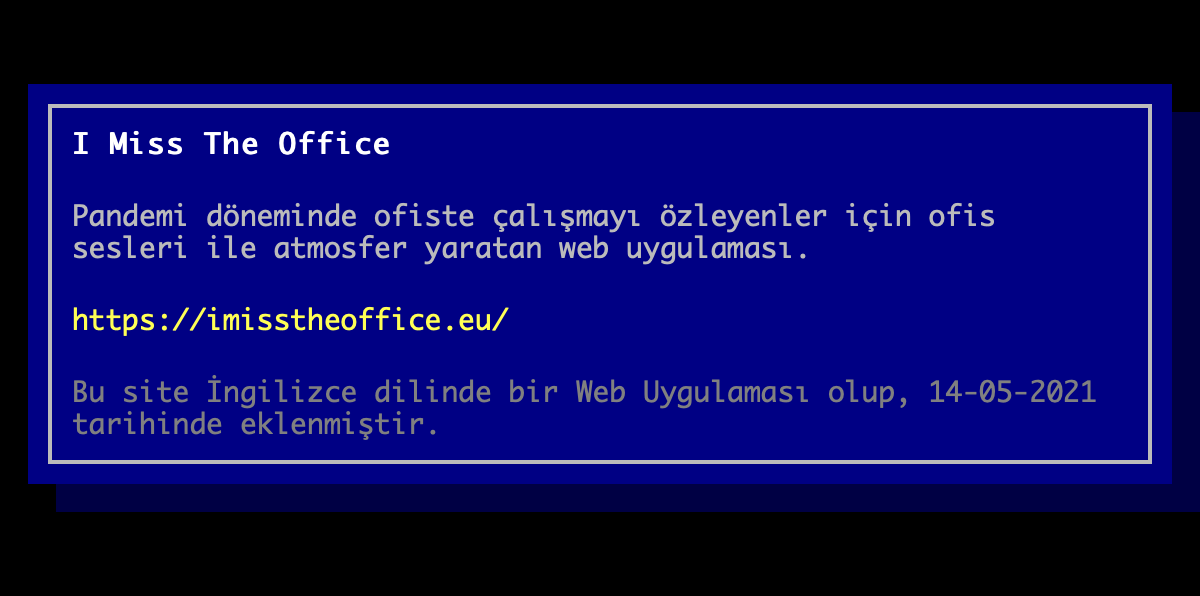 I Miss The Office
Pandemi döneminde ofiste çalışmayı özleyenler için ofis
sesleri ile atmosfer yaratan web uygulaması.
https://imisstheoffice.eu/
Bu site İngilizce dilinde bir Web Uygulaması olup, 14-05-2021
tarihinde eklenmiştir.